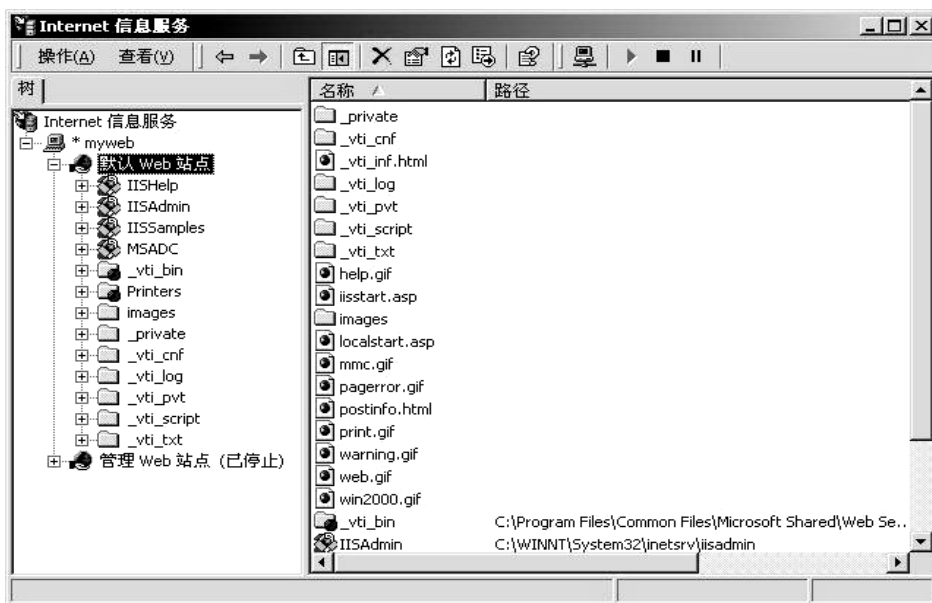 Internet 信息服务
操作(A) 查看(V)
树
Internet 信息服务
* myweb
默认 Web 站点
IISHelp
IISAdmin
IISSamples
MSADC
_vti_bin
Printers
images
_private
_vti_cnf
_vti_log
_vti_pvt
_vti_script
_vti_txt
管理 Web 站点 (已停止)
名称 路径
_private
_vti_cnf
_vti_inf.html
_vti_log
_vti_pvt
_vti_script
_vti_txt
help.gif
iisstart.asp
images
localstart.asp
mmc.gif
pagerror.gif
postinfo.html
print.gif
warning.gif
web.gif
win2000.gif
_vti_bin C:\Program Files\Common Files\Microsoft Shared\Web Se..
IISAdmin C:\WINNT\System32\inetsrv\iisadmin